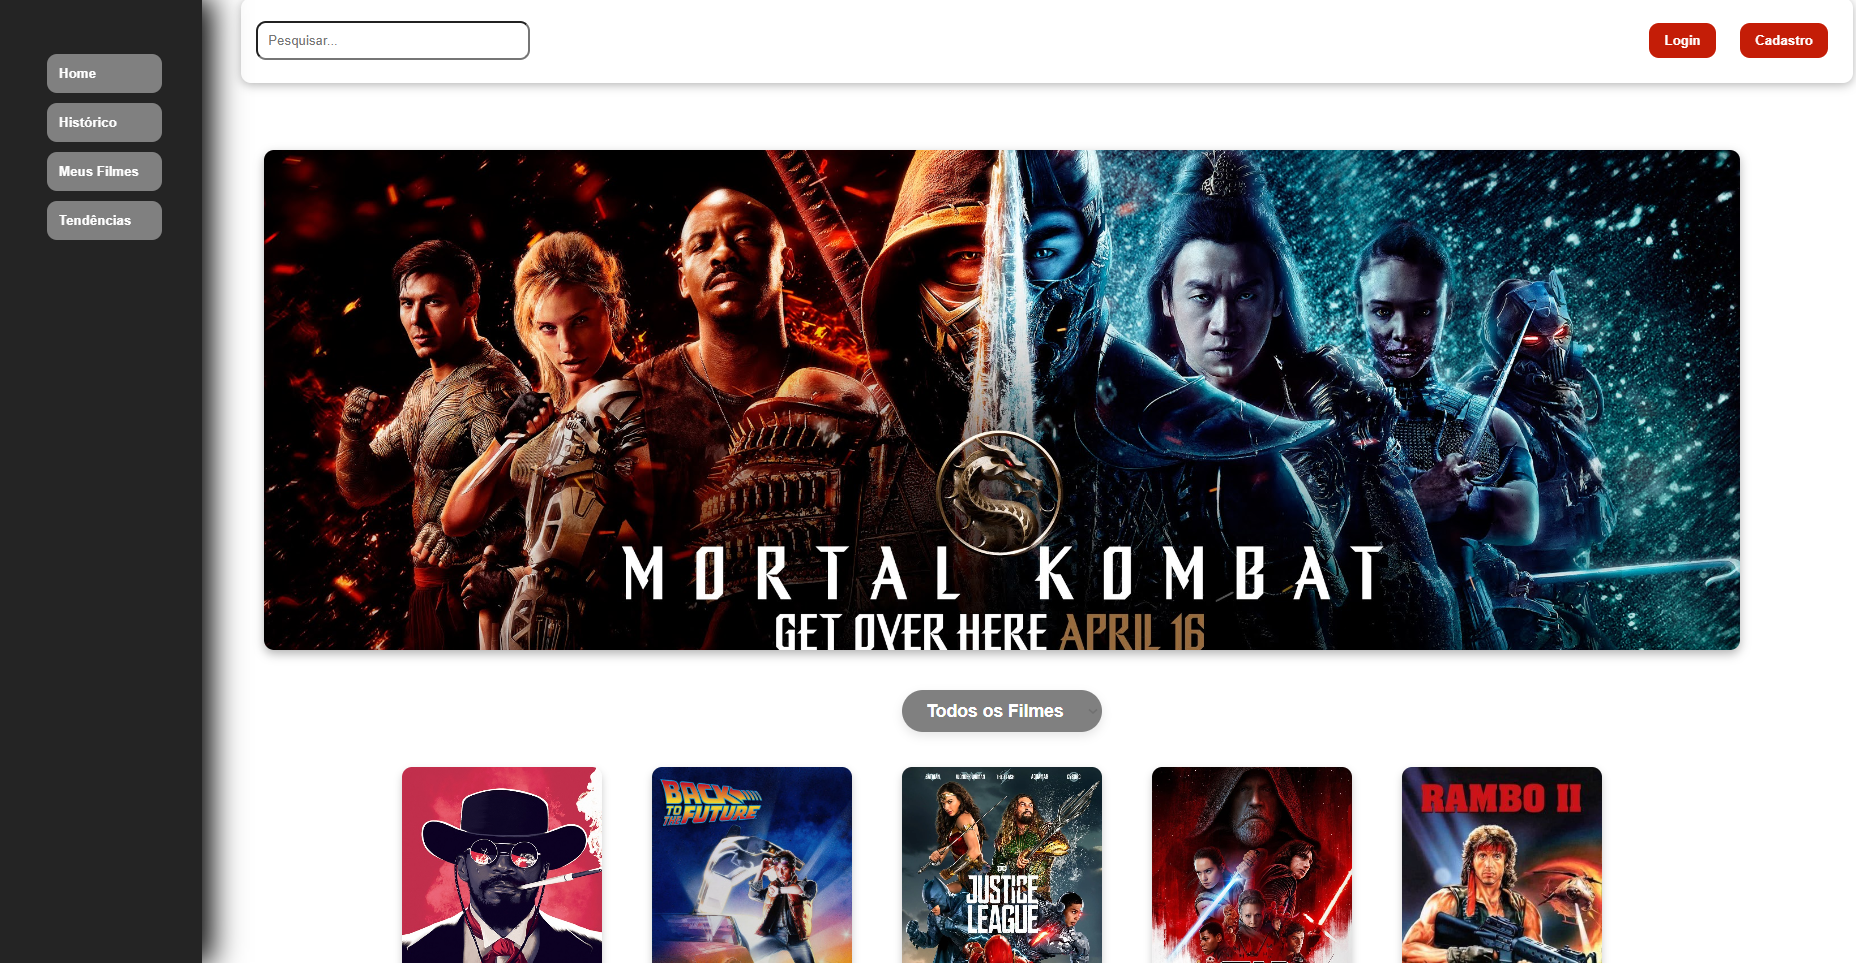 Pesquisar...
Login
Cadastro
Home
Histórico
Meus Filmes
Tendências
MORTAL KOMBAT
GET OVER HERE APRIL 16
Todos os Filmes
BACK
TO
THE FUTURE
JUSTICE
LEAGUE
RAMBO II